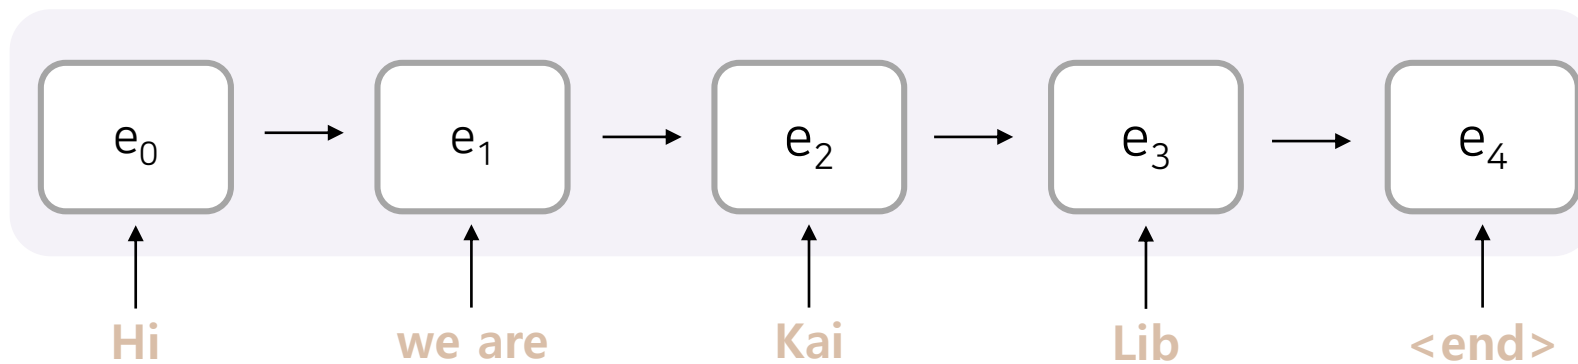 e₀ e₁ e₂ e₃ e₄
Hi we are Kai Lib <end>